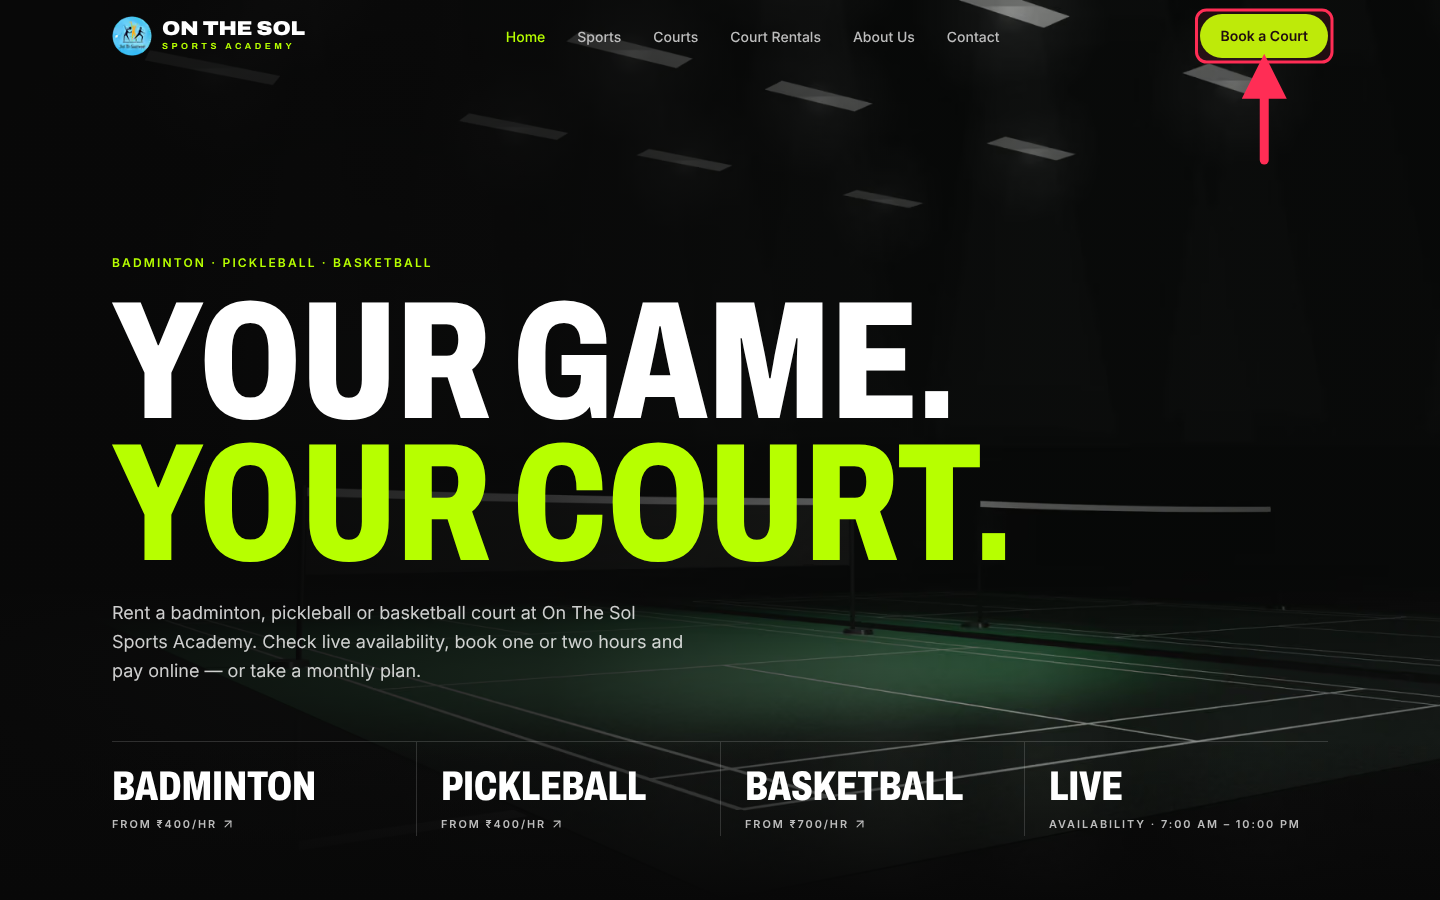 ON THE SOL
SPORTS ACADEMY
Home
Sports
Courts
Court Rentals
About Us
Contact
Book a Court
BADMINTON · PICKLEBALL · BASKETBALL
YOUR GAME.
YOUR COURT.
Rent a badminton, pickleball or basketball court at On The Sol
Sports Academy. Check live availability, book one or two hours and
pay online — or take a monthly plan.
BADMINTON
FROM ₹400/HR ↗
PICKLEBALL
FROM ₹400/HR ↗
BASKETBALL
FROM ₹700/HR ↗
LIVE
AVAILABILITY · 7:00 AM – 10:00 PM